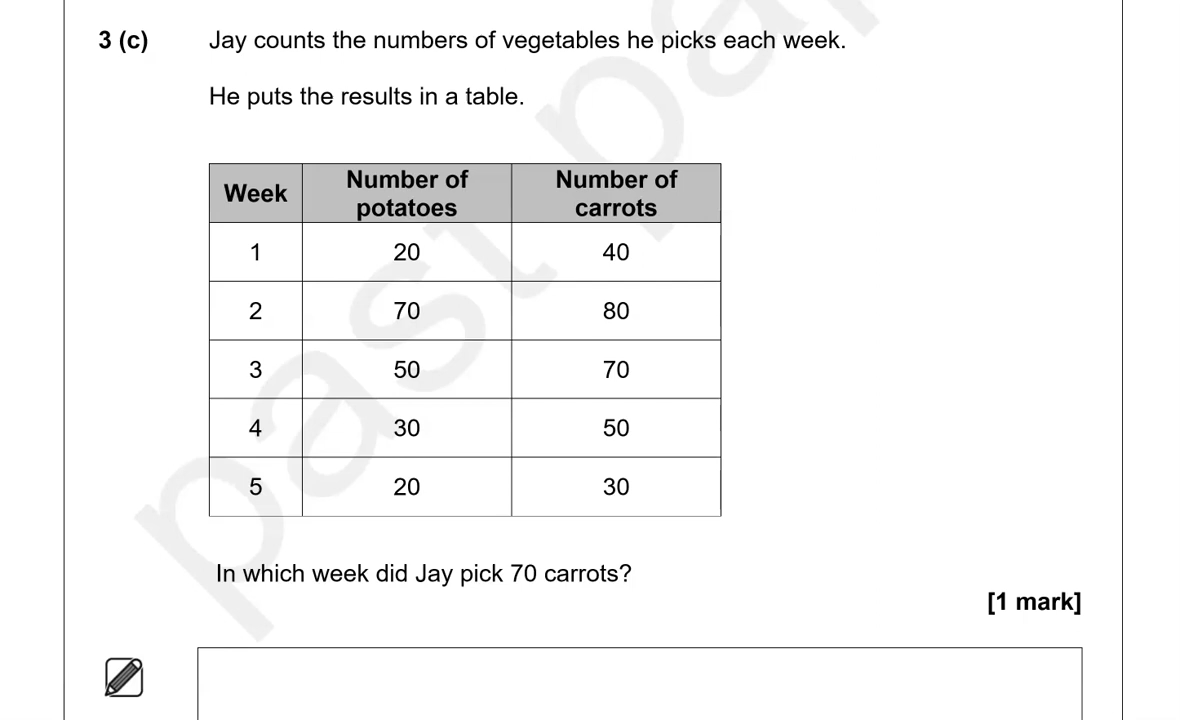 3 (c) Jay counts the numbers of vegetables he picks each week.
He puts the results in a table.
Week Number of potatoes Number of carrots
1 20 40
2 70 80
3 50 70
4 30 50
5 20 30
In which week did Jay pick 70 carrots?
[1 mark]
past pa